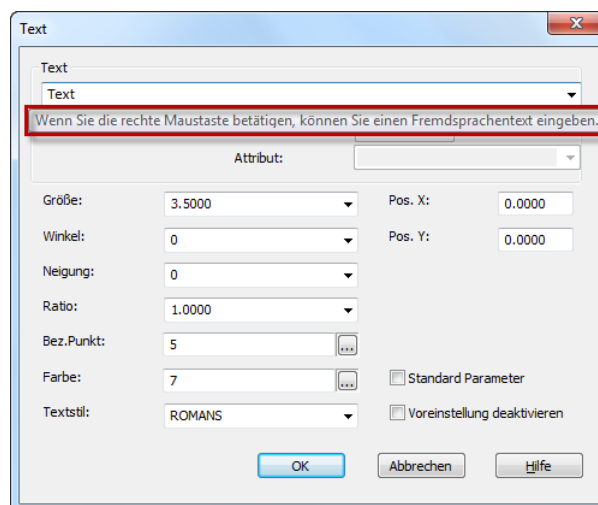 Text
Text
Text
Wenn Sie die rechte Maustaste betätigen, können Sie einen Fremdsprachentext eingeben.
Attribut:
Größe: 3.5000 Pos. X: 0.0000
Winkel: 0 Pos. Y: 0.0000
Neigung: 0
Ratio: 1.0000
Bez.Punkt: 5 ...
Farbe: 7 ... Standard Parameter
Textstil: ROMANS Voreinstellung deaktivieren
OK Abbrechen Hilfe